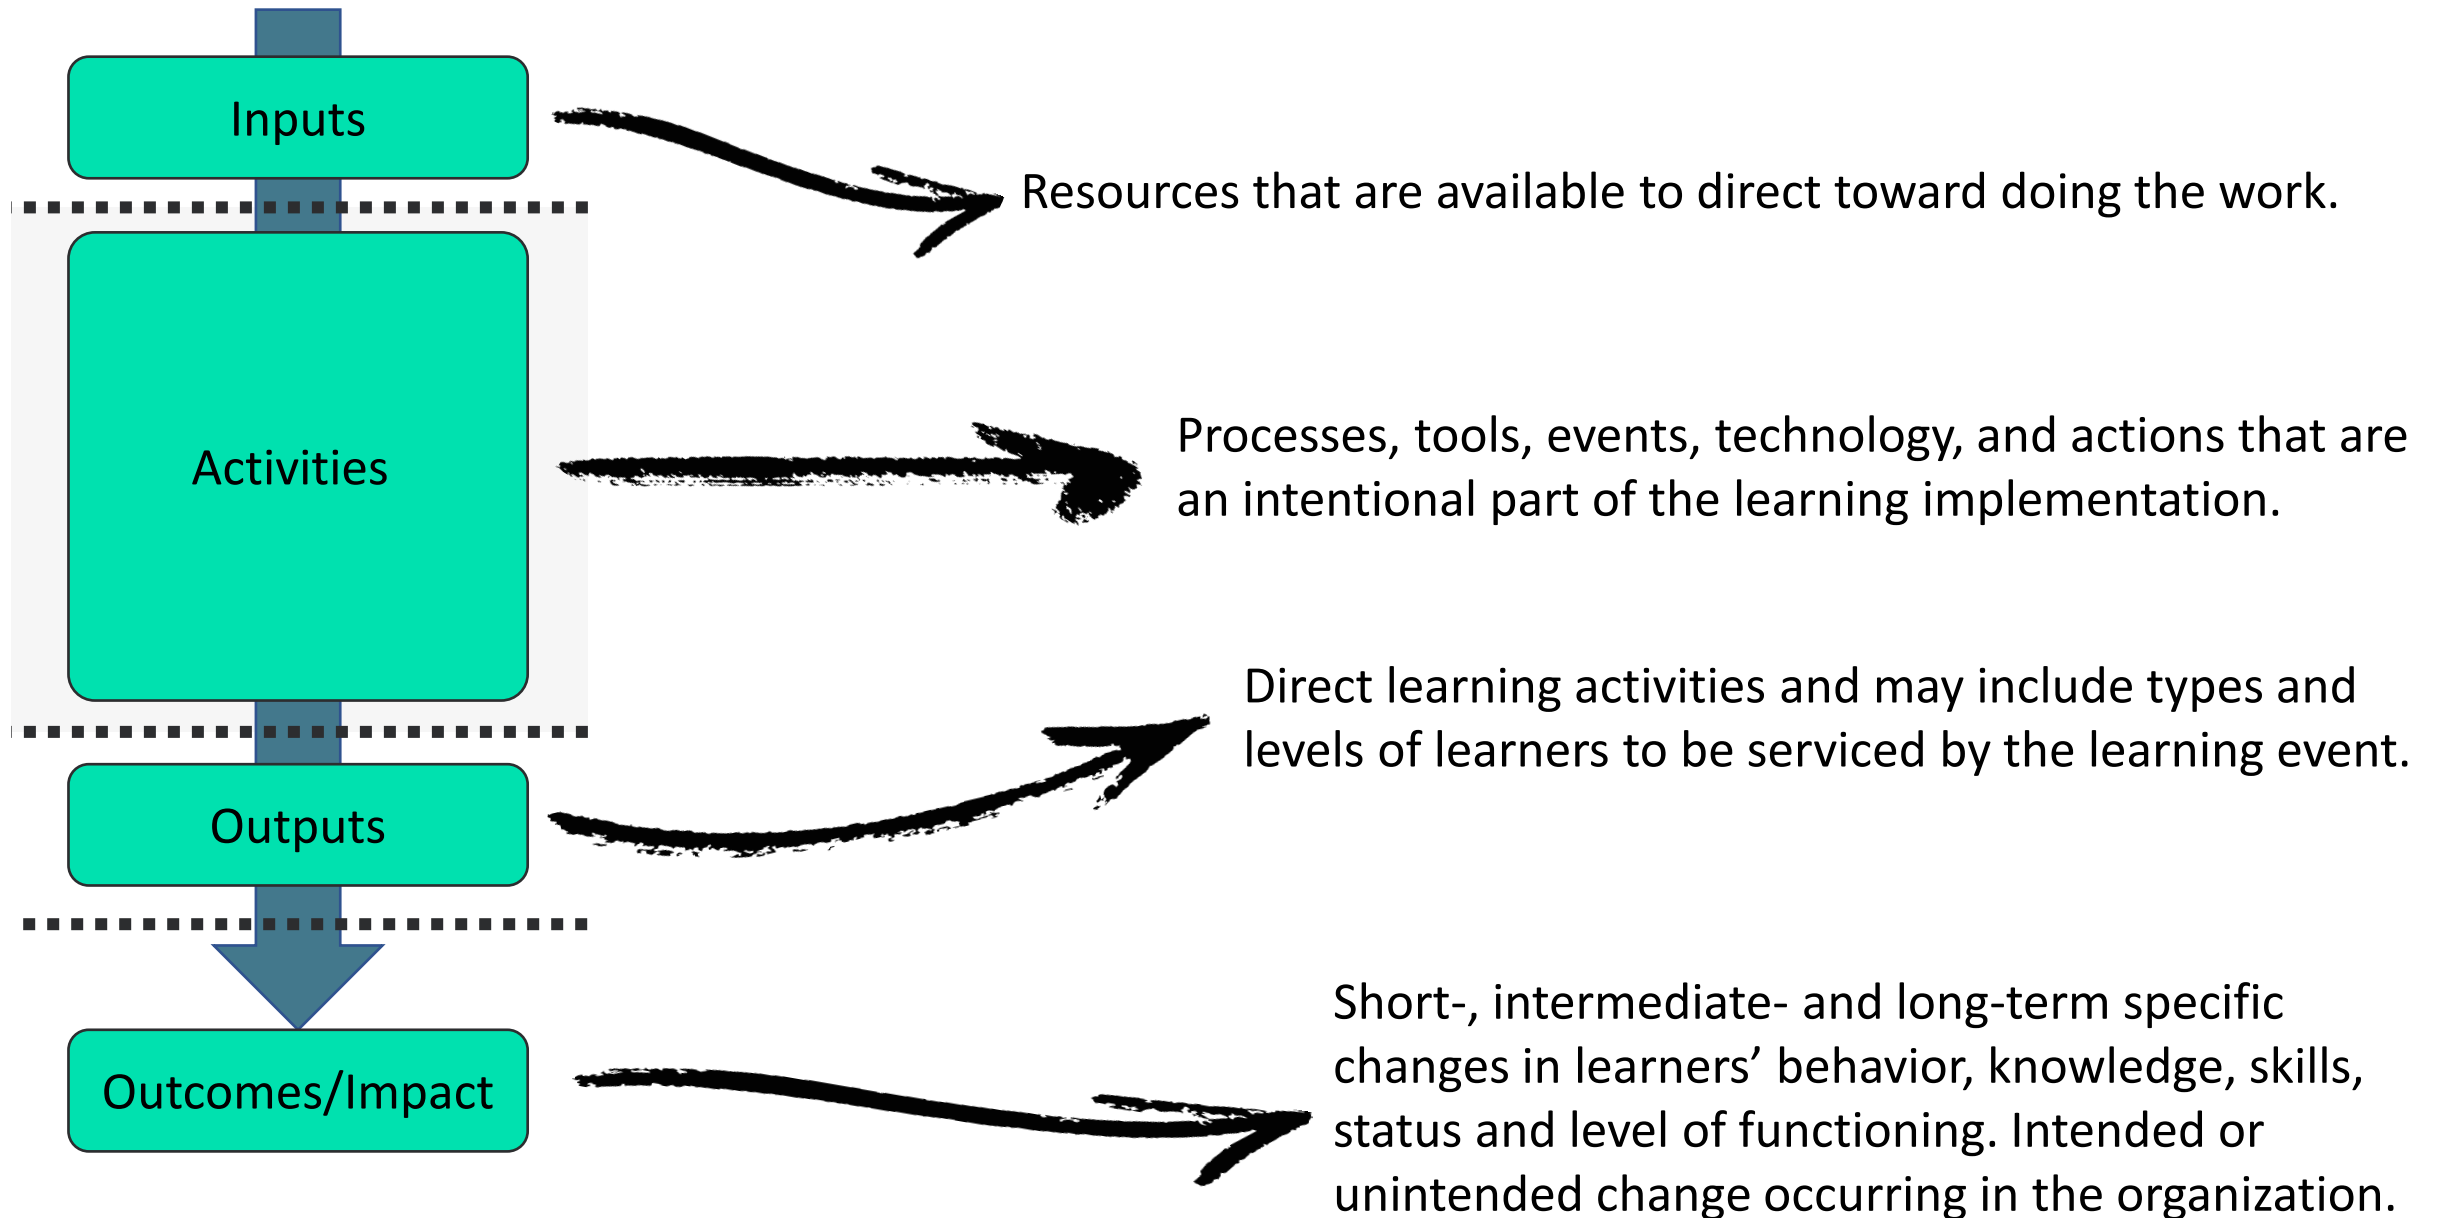 Inputs
Resources that are available to direct toward doing the work.
Activities
Processes, tools, events, technology, and actions that are
an intentional part of the learning implementation.
Outputs
Direct learning activities and may include types and
levels of learners to be serviced by the learning event.
Outcomes/Impact
Short-, intermediate- and long-term specific
changes in learners’ behavior, knowledge, skills,
status and level of functioning. Intended or
unintended change occurring in the organization.